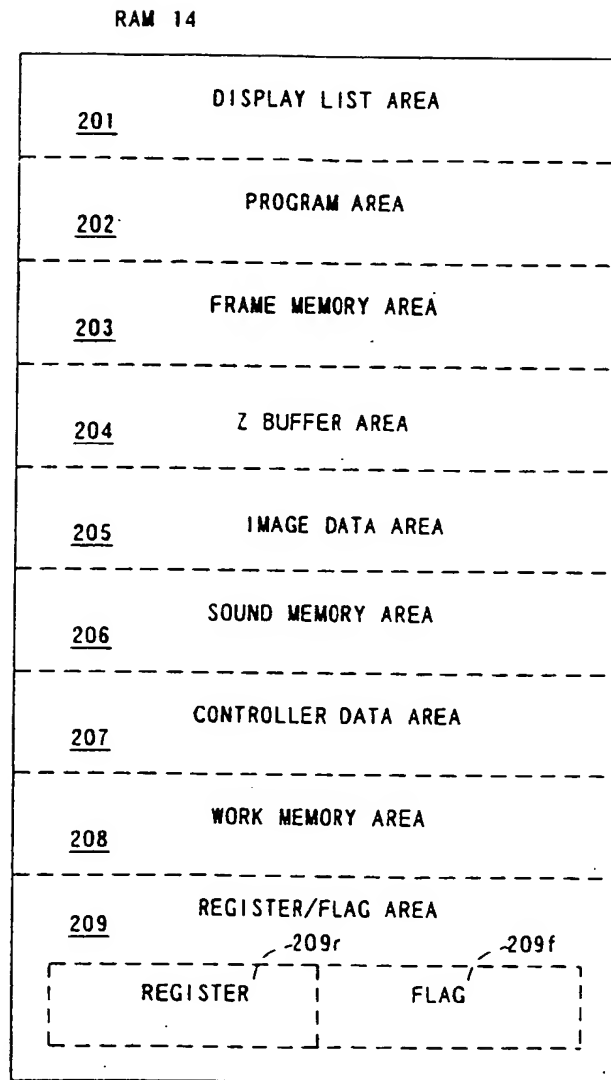 RAM 14
DISPLAY LIST AREA
201
PROGRAM AREA
202
FRAME MEMORY AREA
203
Z BUFFER AREA
204
IMAGE DATA AREA
205
SOUND MEMORY AREA
206
CONTROLLER DATA AREA
207
WORK MEMORY AREA
208
REGISTER/FLAG AREA
209
209r 209f
REGISTER FLAG